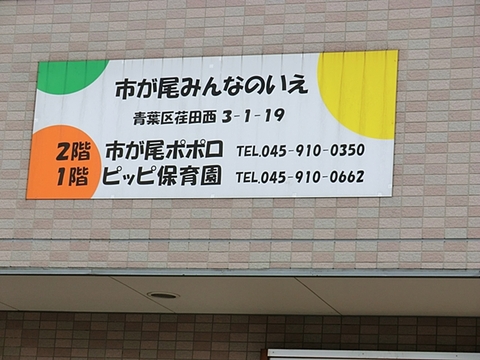 市が尾みんなのいえ
青葉区荏田西 3-1-19
2階 市が尾ポポロ TEL.045-910-0350
1階 ピッピ保育園 TEL.045-910-0662